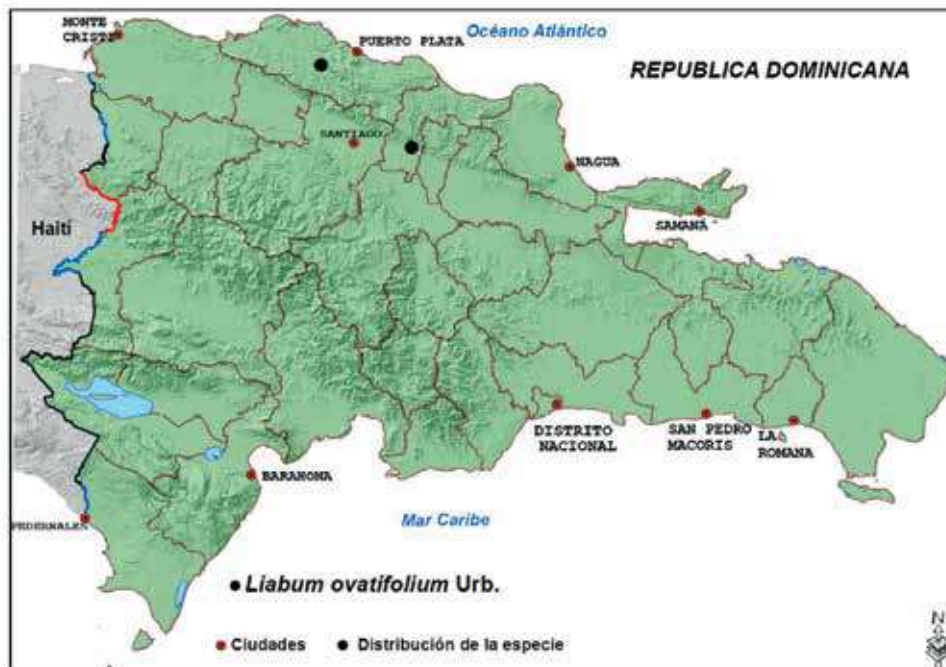 MONTE
CRISTI
PUERTO PLATA
Océano Atlántico
REPUBLICA DOMINICANA
SANTIAGO
NAGUA
SAMANÁ
Haití
DISTRITO
NACIONAL
SAN PEDRO
MACORIS
LA
ROMANA
BARAHONA
PEDERNALES
Mar Caribe
Liabum ovatifolium Urb.
Ciudades
Distribución de la especie
N